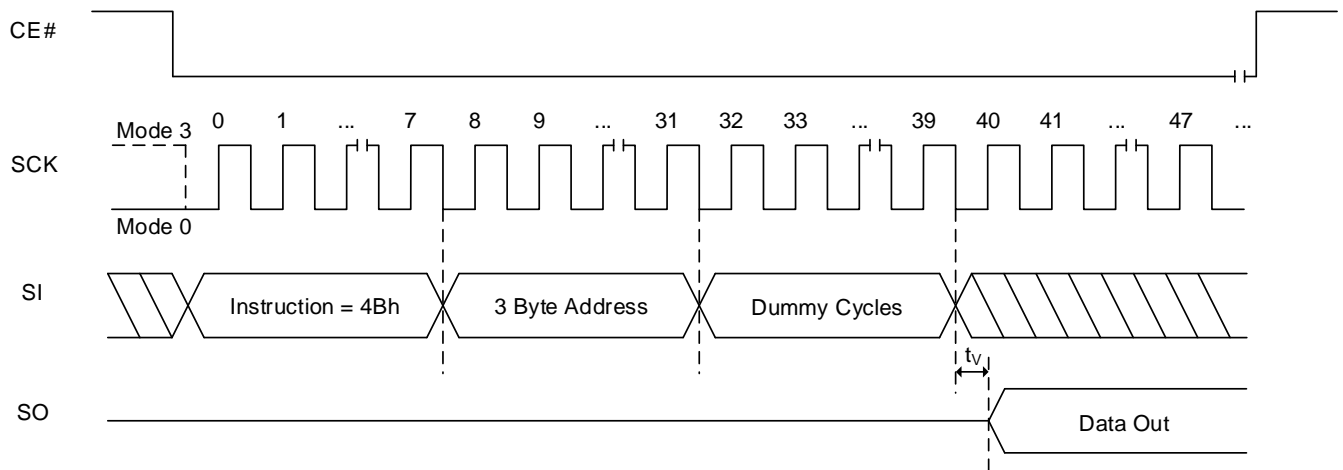 CE#
0 1 ... 7 8 9 ... 31 32 33 ... 39 40 41 ... 47 ...
Mode 3
SCK
Mode 0
SI Instruction = 4Bh 3 Byte Address Dummy Cycles
tV
SO Data Out